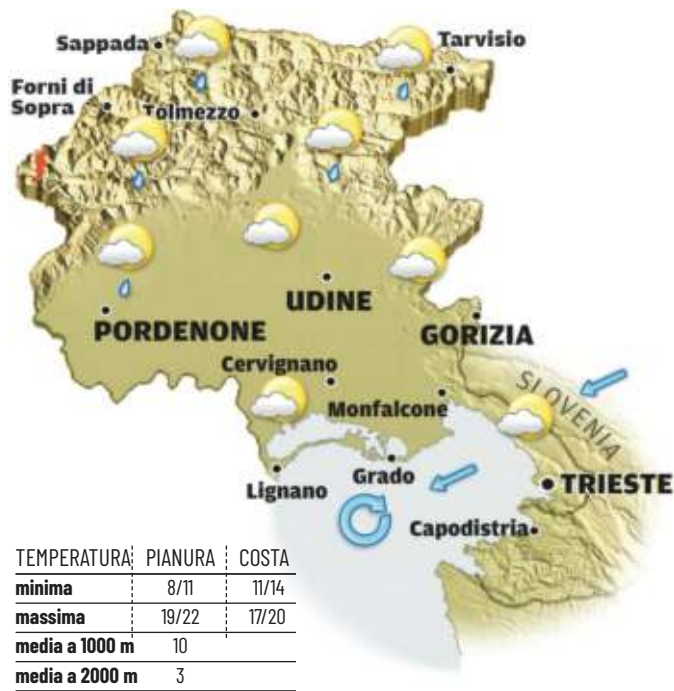 Sappada
Tarvisio
Forni di
Sopra
Tolmezzo
UDINE
PORDENONE
GORIZIA
Cervignano
SLOVENIA
Monfalcone
Grado
Lignano
TRIESTE
Capodistria
TEMPERATURA PIANURA COSTA
minima 8/11 11/14
massima 19/22 17/20
media a 1000 m 10
media a 2000 m 3